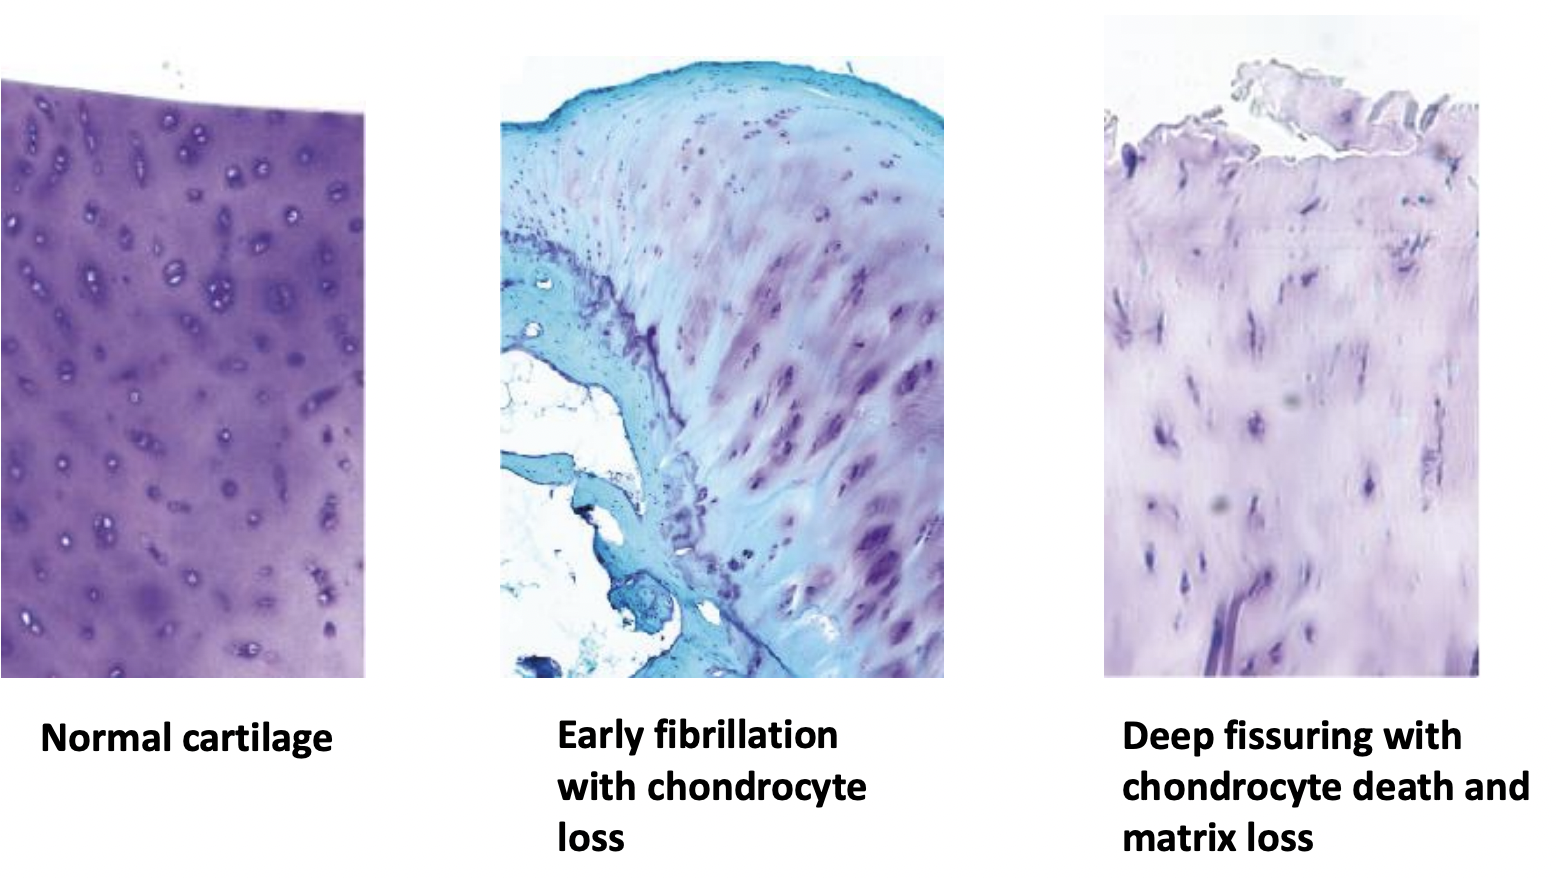 Normal cartilage
Early fibrillation
with chondrocyte
loss
Deep fissuring with
chondrocyte death and
matrix loss